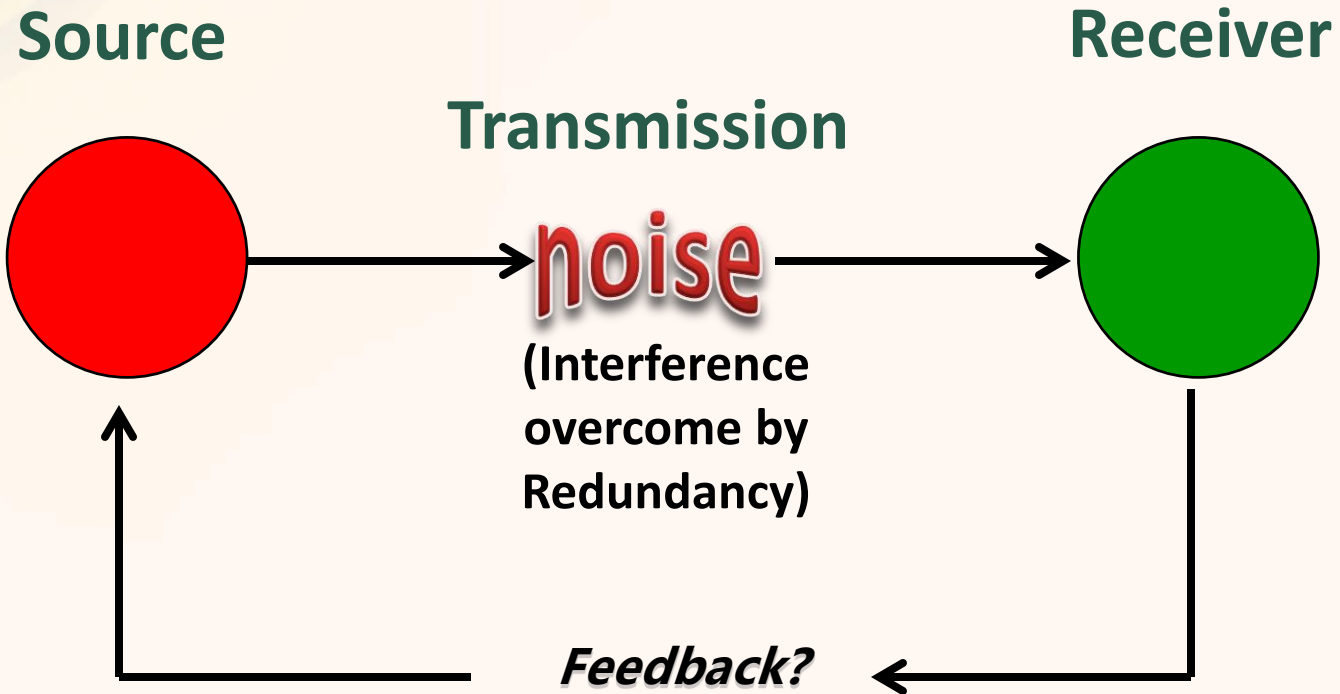 Source
Receiver
Transmission
noise
(Interference
overcome by
Redundancy)
Feedback?